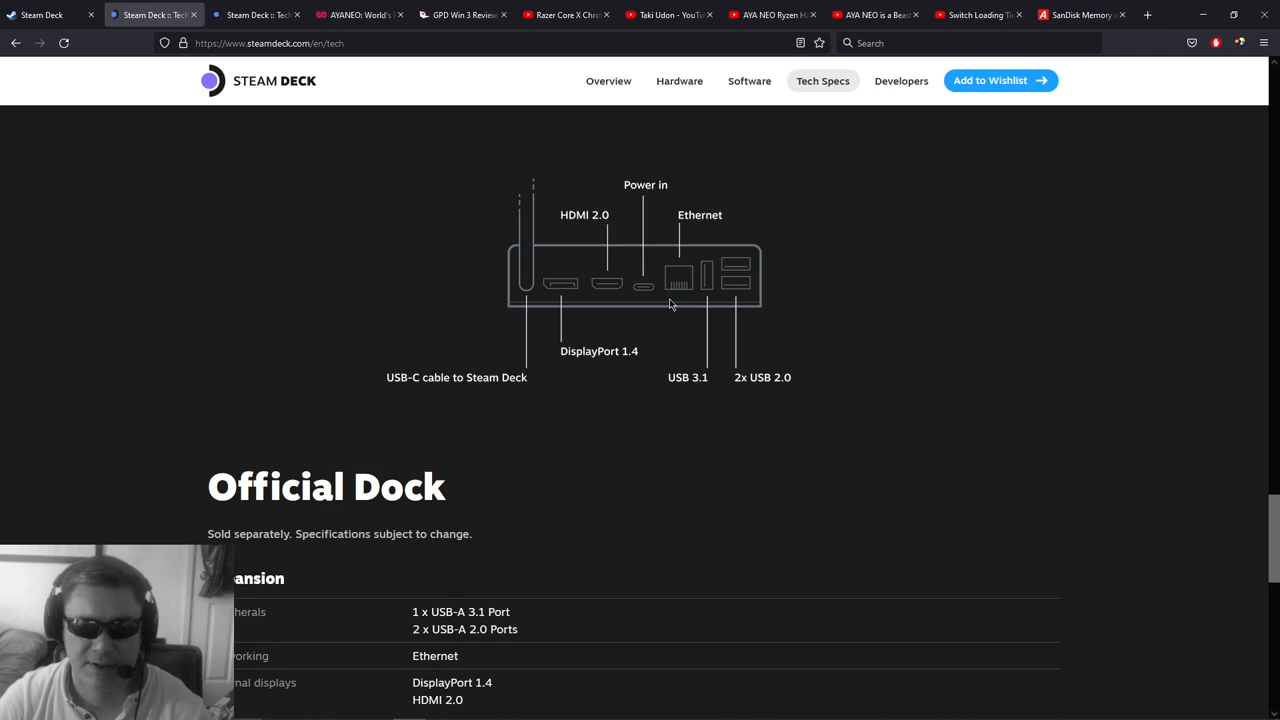 Steam Deck
Steam Deck :: Tech
Steam Deck :: Tech
AYANEO: World's f
GPD Win 3 Review:
Razer Core X Chro
Taki Udon - YouTu
AYA NEO Ryzen Ha
AYA NEO is a Beas
Switch Loading Tir
SanDisk Memory c
https://www.steamdeck.com/en/tech
Search
STEAM DECK
Overview
Hardware
Software
Tech Specs
Developers
Add to Wishlist
Power in
HDMI 2.0
Ethernet
DisplayPort 1.4
USB-C cable to Steam Deck
USB 3.1
2x USB 2.0
Official Dock
Sold separately. Specifications subject to change.
ansion
herals
1 x USB-A 3.1 Port
2 x USB-A 2.0 Ports
working
Ethernet
nal displays
DisplayPort 1.4
HDMI 2.0